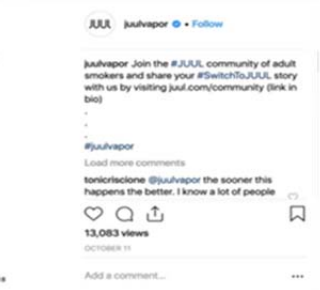 JUUL juulvapor • Follow
juulvapor Join the #JUUL community of adult
smokers and share your #SwitchToJUUL story
with us by visiting juul.com/community (link in
bio)
.
.
.
#juulvapor
Load more comments
tonicriscione @juulvapor the sooner this
happens the better. I know a lot of people
13,083 views
OCTOBER 11
Add a comment...